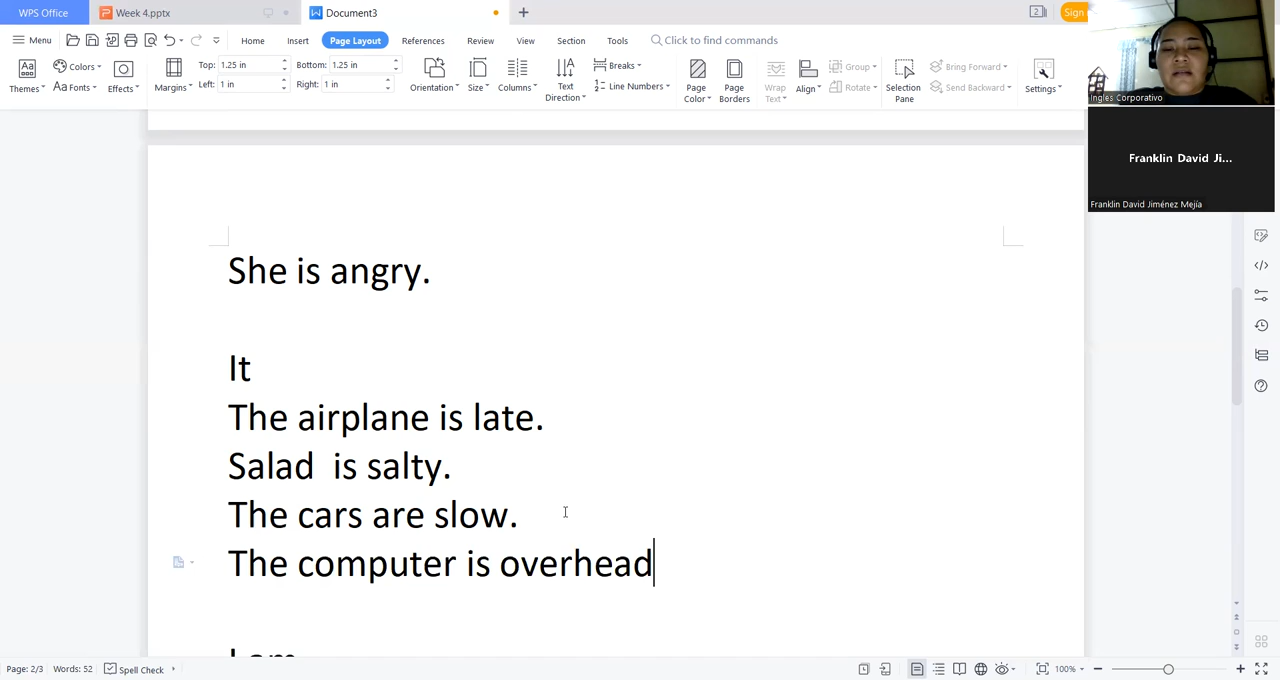 WPS Office
Week 4.pptx
Document3
2
Sign
Menu
Home
Insert
Page Layout
References
Review
View
Section
Tools
Click to find commands
Themes
Colors
Fonts
Effects
Margins
Top: 1.25 in
Bottom: 1.25 in
Left: 1 in
Right: 1 in
Orientation
Size
Columns
Text Direction
Breaks
Line Numbers
Page Color
Page Borders
Wrap Text
Align
Group
Rotate
Selection Pane
Bring Forward
Send Backward
Settings
Ingles Corporativo
Franklin David Ji...
Franklin David Jiménez Mejía
She is angry.
It
The airplane is late.
Salad is salty.
The cars are slow.
The computer is overhead
I am
Page: 2/3
Words: 52
Spell Check
100%